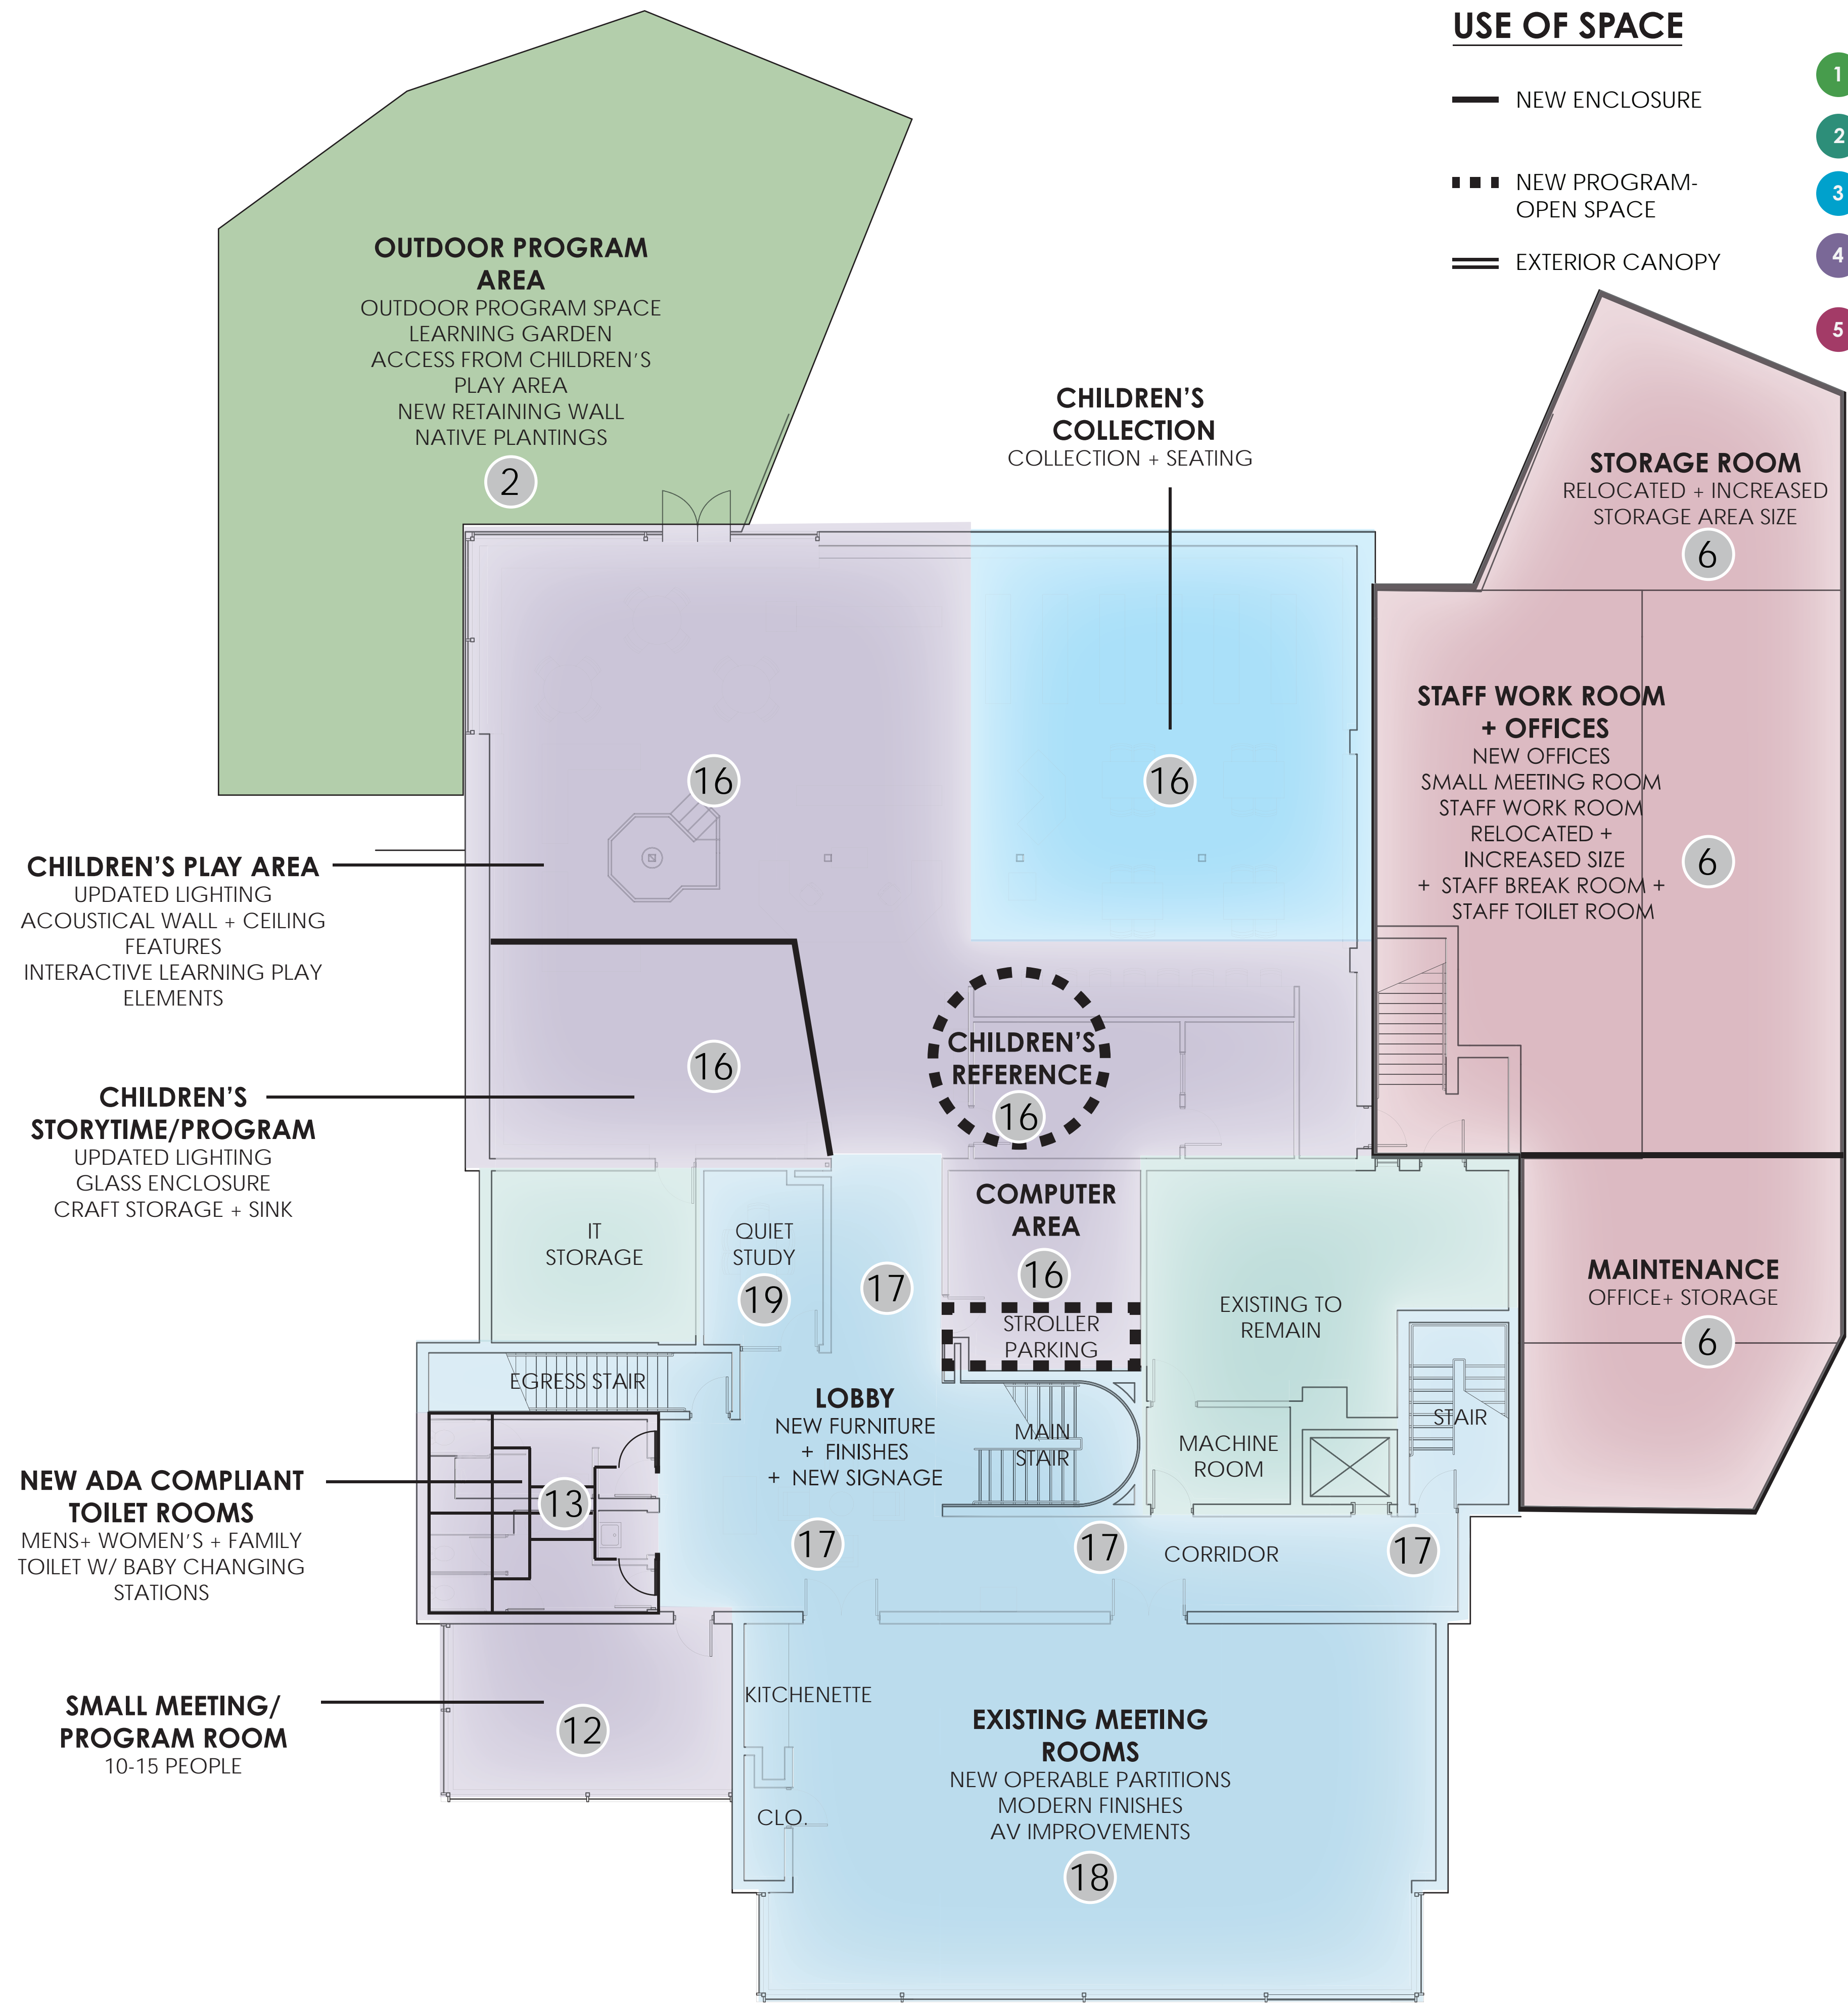 USE OF SPACE
NEW ENCLOSURE
NEW PROGRAM-
OPEN SPACE
EXTERIOR CANOPY
1
2
3
4
5
OUTDOOR PROGRAM
AREA
OUTDOOR PROGRAM SPACE
LEARNING GARDEN
ACCESS FROM CHILDREN'S
PLAY AREA
NEW RETAINING WALL
NATIVE PLANTINGS
2
CHILDREN'S
COLLECTION
COLLECTION + SEATING
16
STORAGE ROOM
RELOCATED + INCREASED
STORAGE AREA SIZE
6
STAFF WORK ROOM
+ OFFICES
NEW OFFICES
SMALL MEETING ROOM
STAFF WORK ROOM
RELOCATED +
INCREASED SIZE
+ STAFF BREAK ROOM +
STAFF TOILET ROOM
6
16
CHILDREN'S PLAY AREA
UPDATED LIGHTING
ACOUSTICAL WALL + CEILING
FEATURES
INTERACTIVE LEARNING PLAY
ELEMENTS
16
CHILDREN'S
STORYTIME/PROGRAM
UPDATED LIGHTING
GLASS ENCLOSURE
CRAFT STORAGE + SINK
CHILDREN'S
REFERENCE
16
IT
STORAGE
QUIET
STUDY
19
17
COMPUTER
AREA
16
STROLLER
PARKING
EXISTING TO
REMAIN
MAINTENANCE
OFFICE+ STORAGE
6
EGRESS STAIR
LOBBY
NEW FURNITURE
+ FINISHES
+ NEW SIGNAGE
MAIN
STAIR
MACHINE
ROOM
STAIR
NEW ADA COMPLIANT
TOILET ROOMS
MENS+ WOMEN'S + FAMILY
TOILET W/ BABY CHANGING
STATIONS
13
17
17
CORRIDOR
17
SMALL MEETING/
PROGRAM ROOM
10-15 PEOPLE
12
KITCHENETTE
CLO.
EXISTING MEETING
ROOMS
NEW OPERABLE PARTITIONS
MODERN FINISHES
AV IMPROVEMENTS
18